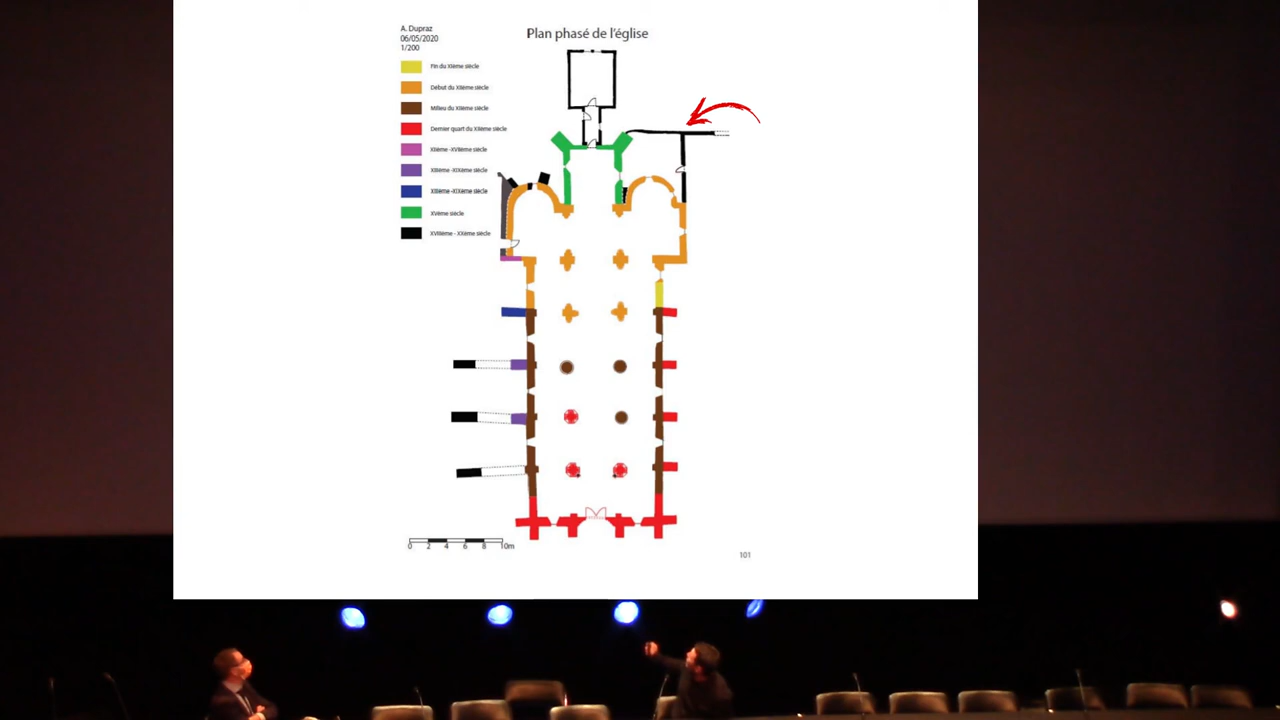 A. Dupraz
06/05/2020
1/200
Plan phasé de l'église
Fin du XIème siècle
Début du XIIème siècle
Milieu du XIIème siècle
Dernier quart du XIIème siècle
XIIème -XVIIème siècle
XIIIème -XIXème siècle
XIIIème -XIXème siècle
XVème siècle
XVIIIème - XXème siècle
0 2 4 6 8 10m
101